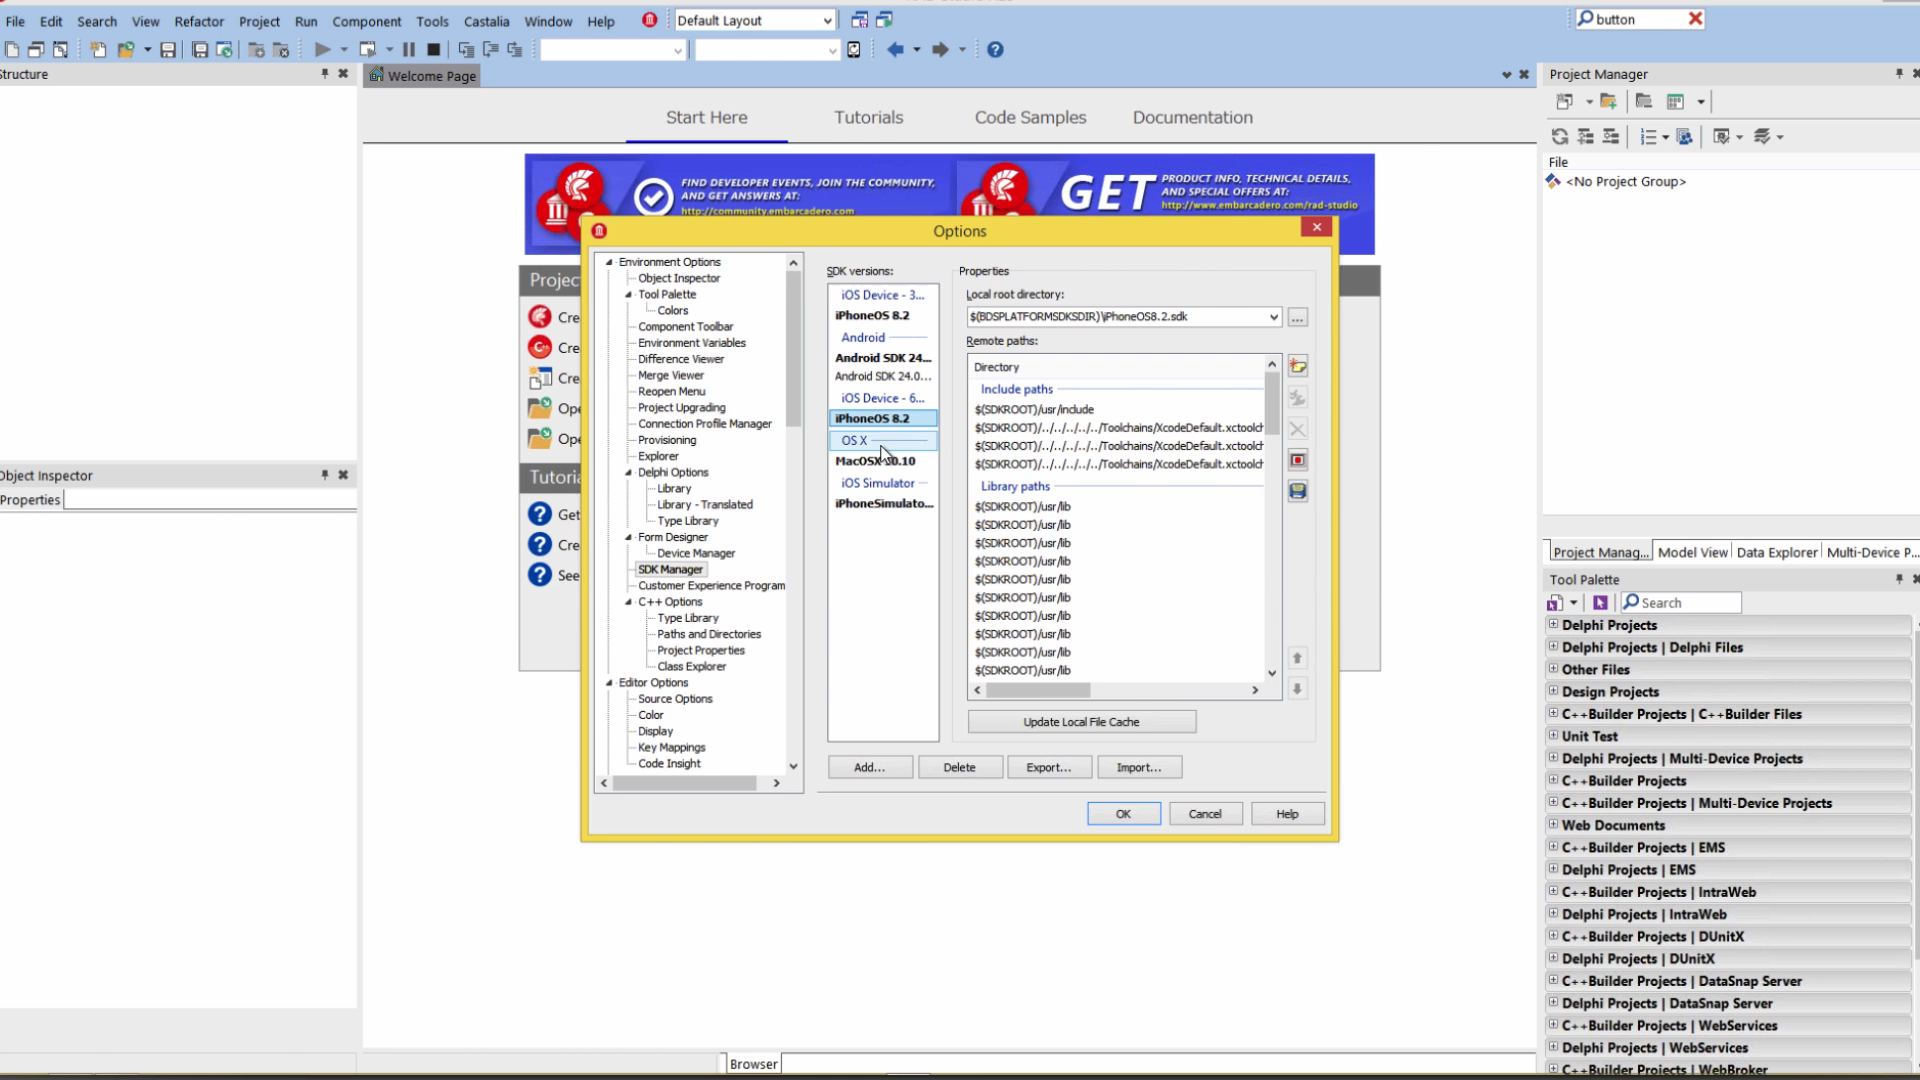 File Edit Search View Refactor Project Run Component Tools Castalia Window Help Default Layout button
Structure
Welcome Page
Project Manager
Start Here Tutorials Code Samples Documentation
FIND DEVELOPER EVENTS, JOIN THE COMMUNITY,
AND GET ANSWERS AT:
http://community.embarcadero.com
GET
PRODUCT INFO, TECHNICAL DETAILS,
AND SPECIAL OFFERS AT:
http://www.embarcadero.com/rad-studio
File
<No Project Group>
Projec
Cre
Cre
Cre
Ope
Ope
Tutoria
Get
Cre
See
Object Inspector
Properties
Options
Environment Options
Object Inspector
Tool Palette
Colors
Component Toolbar
Environment Variables
Difference Viewer
Merge Viewer
Reopen Menu
Project Upgrading
Connection Profile Manager
Provisioning
Explorer
Delphi Options
Library
Library - Translated
Type Library
Form Designer
Device Manager
SDK Manager
Customer Experience Program
C++ Options
Type Library
Paths and Directories
Project Properties
Class Explorer
Editor Options
Source Options
Color
Display
Key Mappings
Code Insight
SDK versions:
iOS Device - 3...
iPhoneOS 8.2
Android
Android SDK 24...
Android SDK 24.0...
iOS Device - 6...
iPhoneOS 8.2
OS X
MacOSX 10.10
iOS Simulator
iPhoneSimulato...
Properties
Local root directory:
$(BDSPLATFORMSDKSDIR)\iPhoneOS8.2.sdk
...
Remote paths:
Directory
Include paths
$(SDKROOT)/usr/include
$(SDKROOT)/../../../../../Toolchains/XcodeDefault.xctoolch
$(SDKROOT)/../../../../../Toolchains/XcodeDefault.xctoolch
$(SDKROOT)/../../../../../Toolchains/XcodeDefault.xctoolch
Library paths
$(SDKROOT)/usr/lib
$(SDKROOT)/usr/lib
$(SDKROOT)/usr/lib
$(SDKROOT)/usr/lib
$(SDKROOT)/usr/lib
$(SDKROOT)/usr/lib
$(SDKROOT)/usr/lib
$(SDKROOT)/usr/lib
$(SDKROOT)/usr/lib
$(SDKROOT)/usr/lib
Update Local File Cache
Add... Delete Export... Import...
OK Cancel Help
Project Manag... Model View Data Explorer Multi-Device P...
Tool Palette
Search
Delphi Projects
Delphi Projects | Delphi Files
Other Files
Design Projects
C++Builder Projects | C++Builder Files
Unit Test
Delphi Projects | Multi-Device Projects
C++Builder Projects
C++Builder Projects | Multi-Device Projects
Web Documents
C++Builder Projects | EMS
Delphi Projects | EMS
C++Builder Projects | IntraWeb
Delphi Projects | IntraWeb
C++Builder Projects | DUnitX
Delphi Projects | DUnitX
C++Builder Projects | DataSnap Server
Delphi Projects | DataSnap Server
C++Builder Projects | WebServices
Delphi Projects | WebServices
C++Builder Projects | WebBroker
Browser